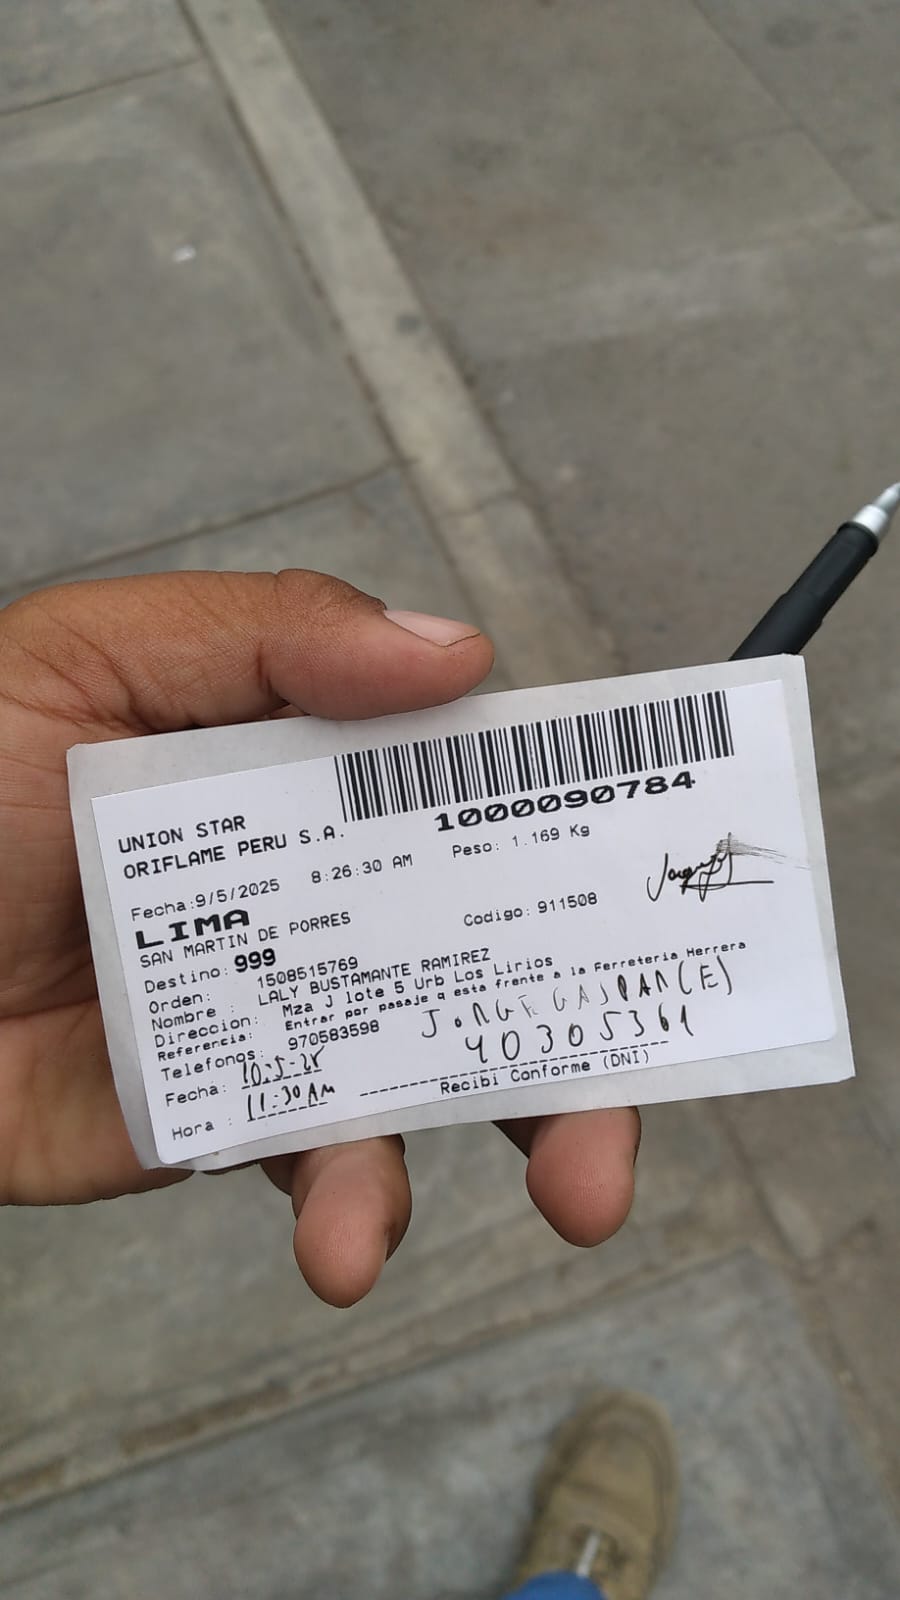 UNION STAR
ORIFLAME PERU S.A.
1000090784
Fecha:9/5/2025 8:26:30 AM Peso: 1.169 Kg
LIMA
SAN MARTIN DE PORRES
Destino: 999 Codigo: 911508
Orden: 1508515769
Nombre : LALY BUSTAMANTE RAMIREZ
Direccion: Mza J lote 5 Urb Los Lirios
Referencia: Entrar por pasaje q esta frente a la Ferreteria Herrera
Telefonos: 970583598
JORGE GASPAR (E)
Fecha: 10-5-25
40305361
Hora : 11:30 AM
Recibi Conforme (DNI)